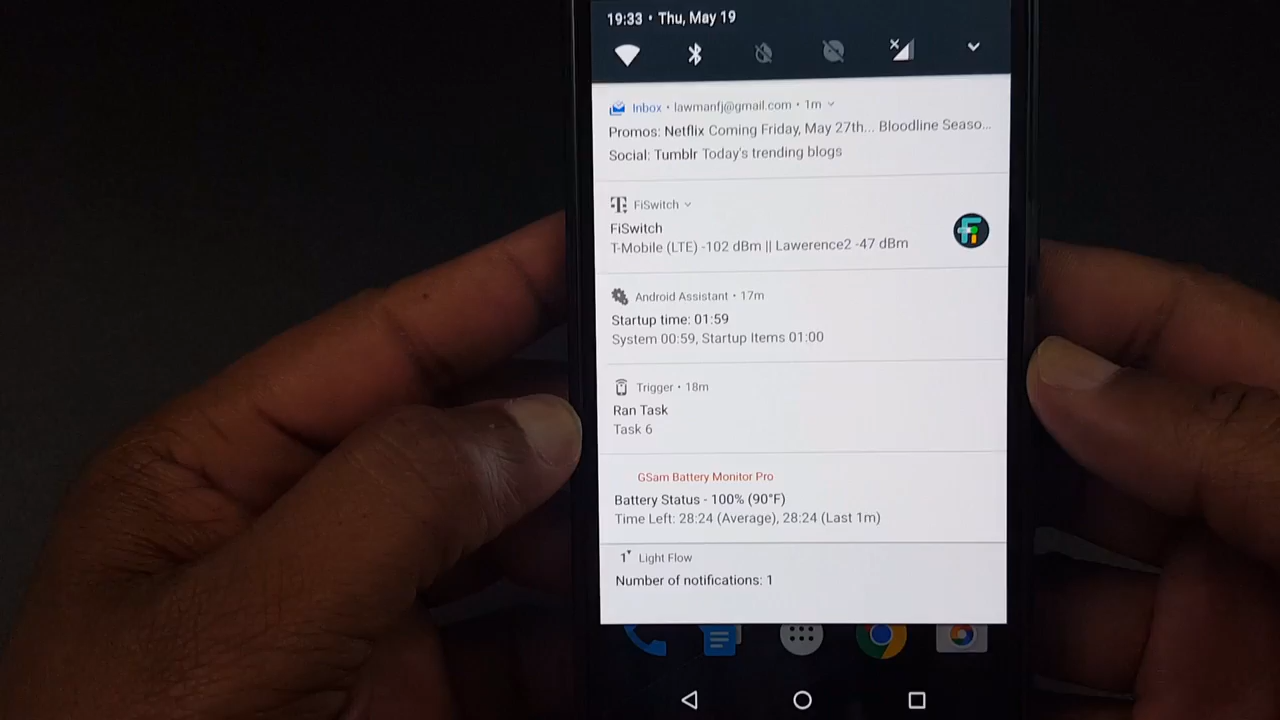 19:33 • Thu, May 19
Inbox • lawmanfj@gmail.com • 1m
Promos: Netflix Coming Friday, May 27th... Bloodline Seaso...
Social: Tumblr Today's trending blogs
FiSwitch
FiSwitch
T-Mobile (LTE) -102 dBm || Lawerence2 -47 dBm
Fi
Android Assistant • 17m
Startup time: 01:59
System 00:59, Startup Items 01:00
Trigger • 18m
Ran Task
Task 6
GSam Battery Monitor Pro
Battery Status - 100% (90°F)
Time Left: 28:24 (Average), 28:24 (Last 1m)
1 Light Flow
Number of notifications: 1